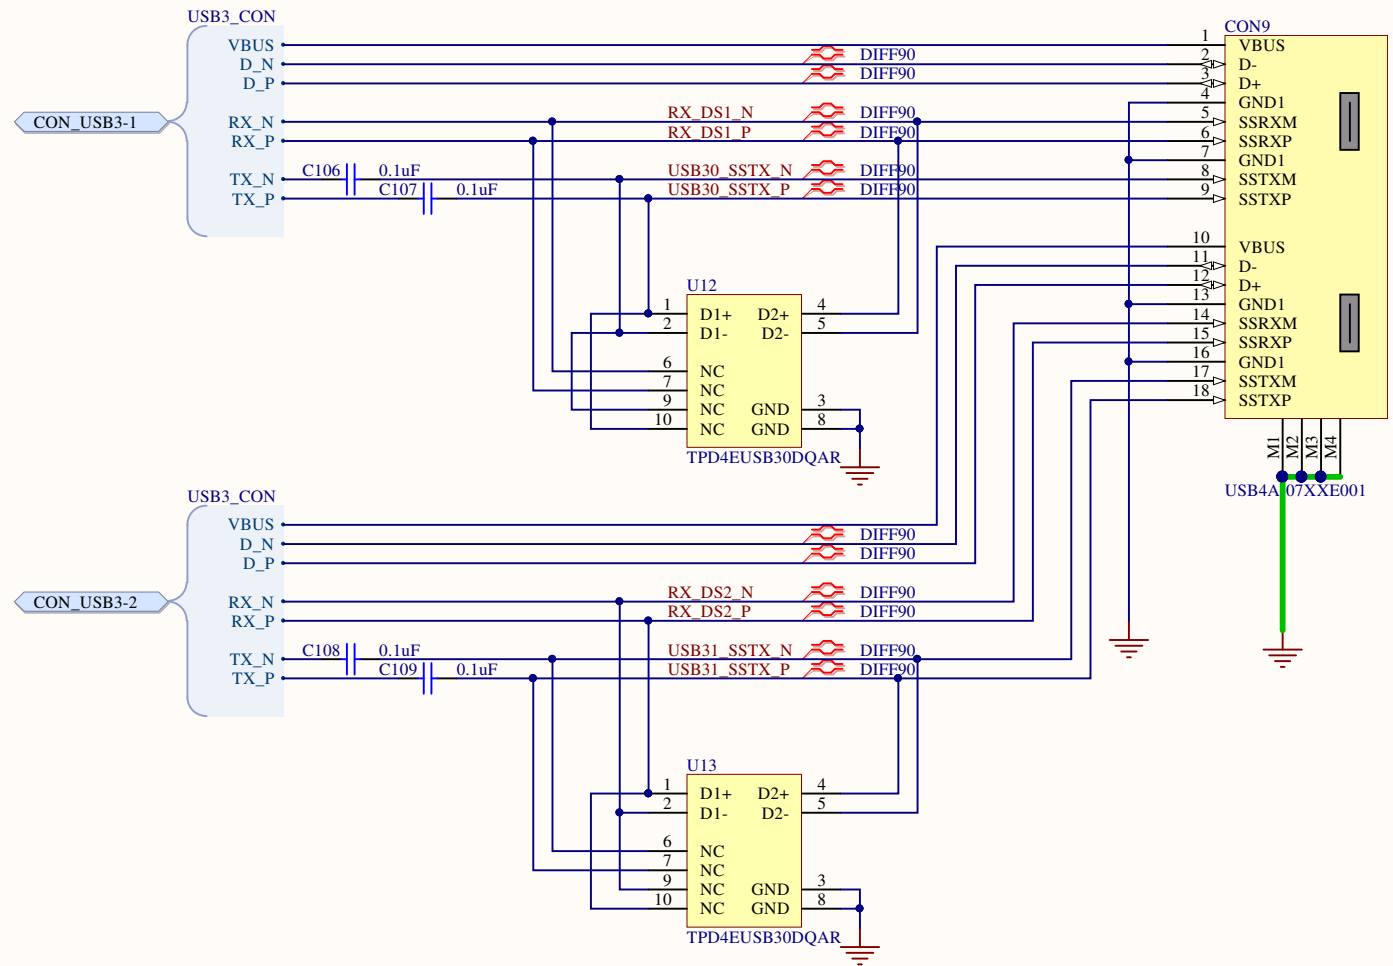 USB3_CON
CON9
VBUS 1 VBUS
D_N DIFF90 2 D-
D_P DIFF90 3 D+
4 GND1
CON_USB3-1
RX_N RX_DS1_N DIFF90 5 SSRXM
RX_P RX_DS1_P DIFF90 6 SSRXP
7 GND1
TX_N C106 0.1uF USB30_SSTX_N DIFF90 8 SSTXM
TX_P C107 0.1uF USB30_SSTX_P DIFF90 9 SSTXP
10 VBUS
11 D-
12 D+
13 GND1
14 SSRXM
15 SSRXP
16 GND1
17 SSTXM
18 SSTXP
M1 M2 M3 M4
USB4A 07XXE001
U12
1 D1+ D2+ 4
2 D1- D2- 5
6 NC
7 NC
9 NC GND 3
10 NC GND 8
TPD4EUSB30DQAR
USB3_CON
VBUS
D_N DIFF90
D_P DIFF90
CON_USB3-2
RX_N RX_DS2_N DIFF90
RX_P RX_DS2_P DIFF90
TX_N C108 0.1uF USB31_SSTX_N DIFF90
TX_P C109 0.1uF USB31_SSTX_P DIFF90
U13
1 D1+ D2+ 4
2 D1- D2- 5
6 NC
7 NC
9 NC GND 3
10 NC GND 8
TPD4EUSB30DQAR